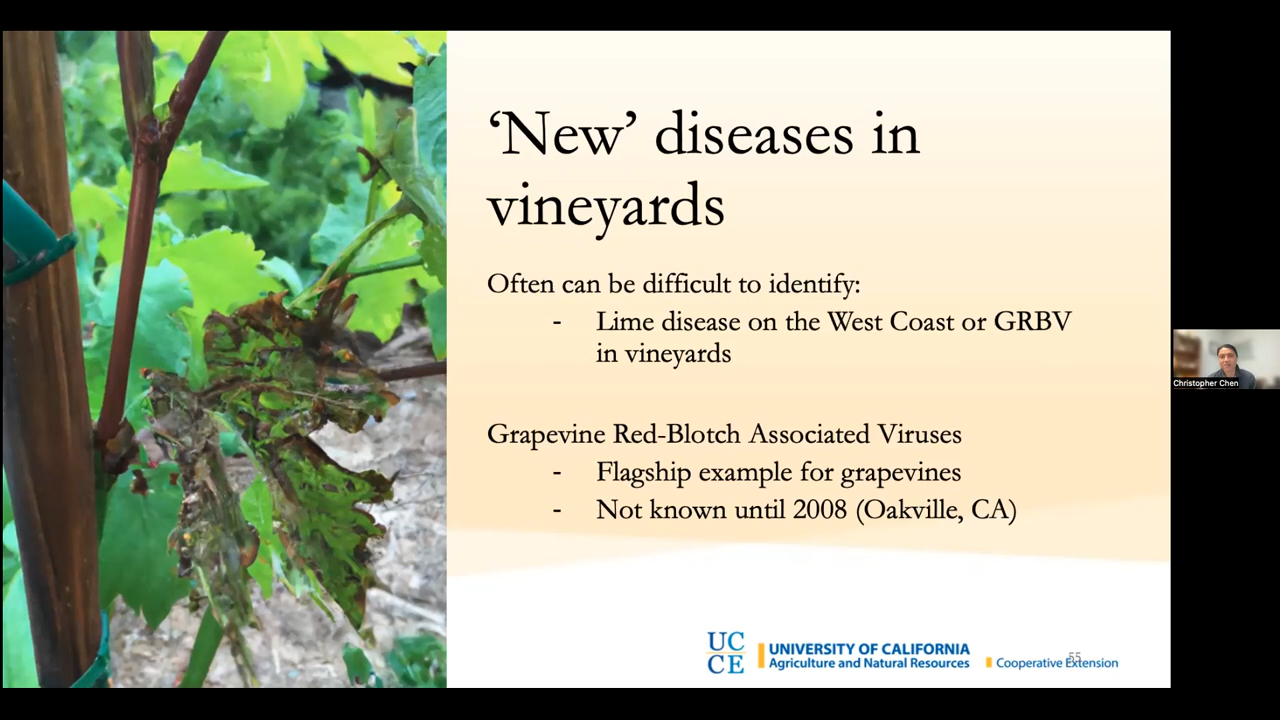 ‘New’ diseases in
vineyards
Often can be difficult to identify:
- Lime disease on the West Coast or GRBV
in vineyards
Grapevine Red-Blotch Associated Viruses
- Flagship example for grapevines
- Not known until 2008 (Oakville, CA)
UC
CE
UNIVERSITY OF CALIFORNIA
Agriculture and Natural Resources
Cooperative Extension
55
Christopher Chen